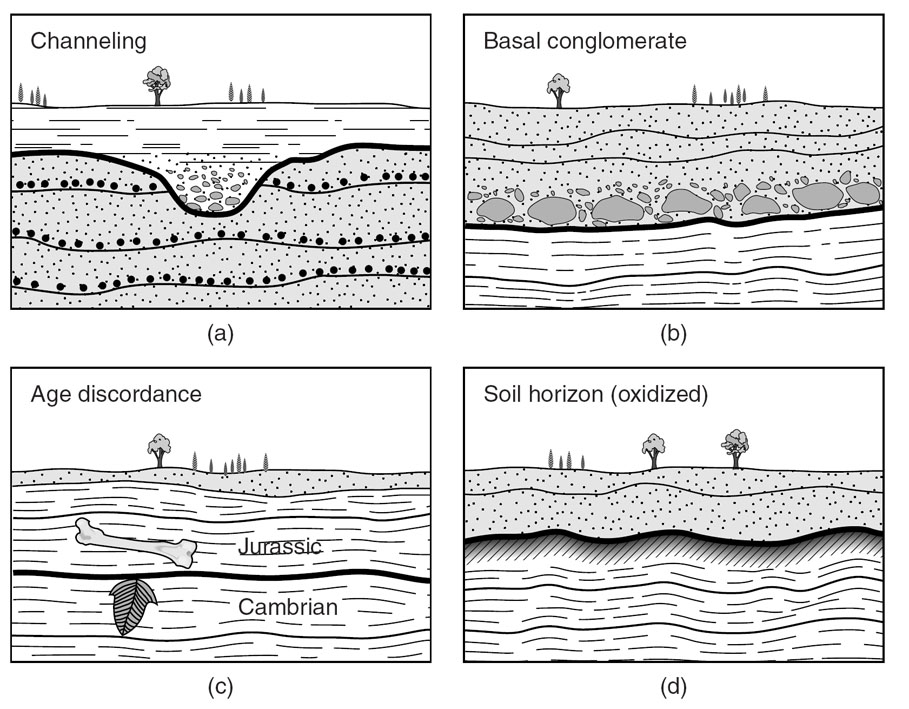 Channeling
Basal conglomerate
(a)
(b)
Age discordance
Soil horizon (oxidized)
Jurassic
Cambrian
(c)
(d)